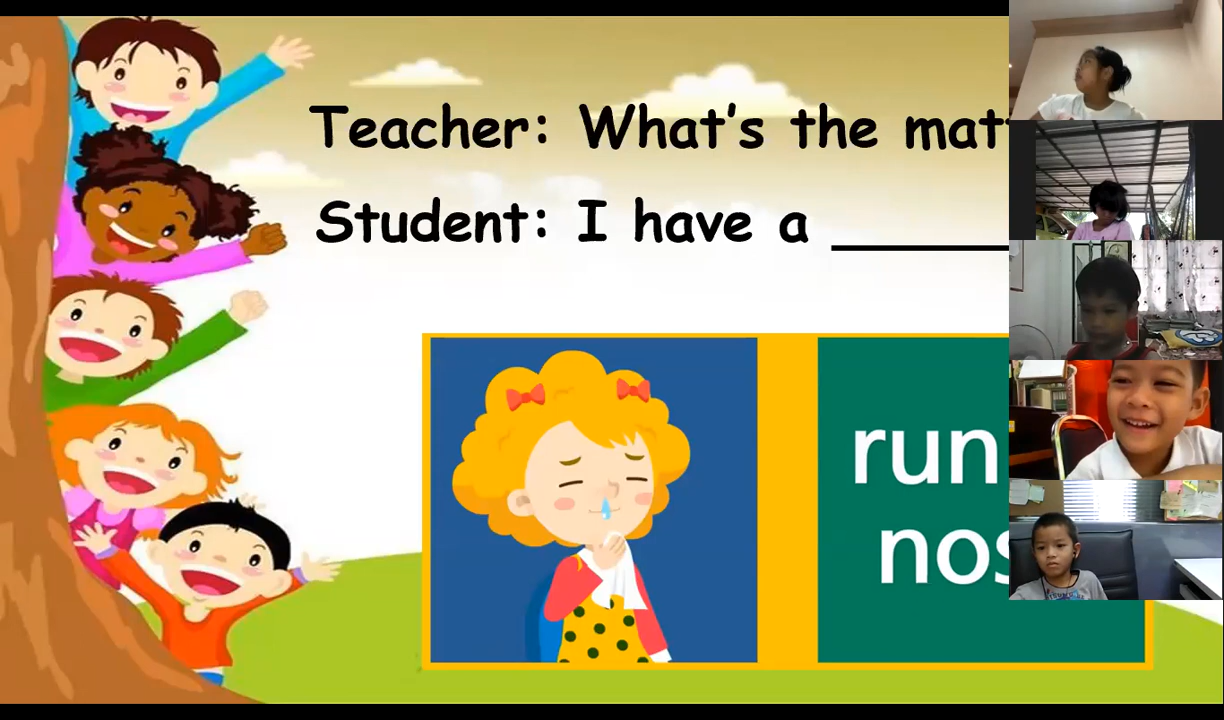 Teacher: What's the mat
Student: I have a ______
run
nos